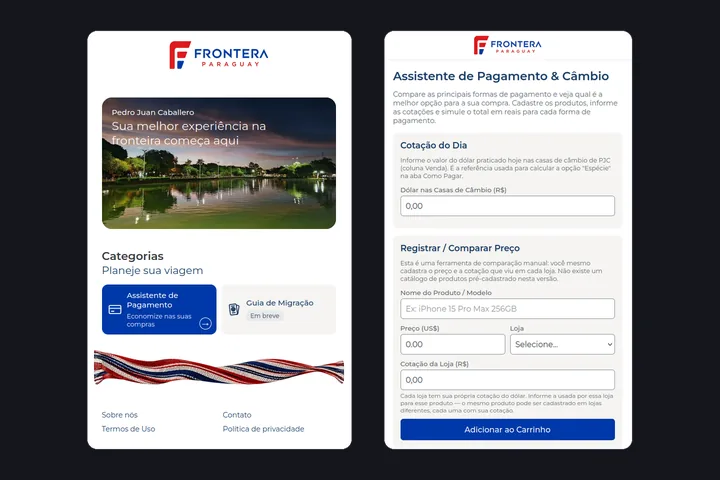 FRONTERA
PARAGUAY
Pedro Juan Caballero
Sua melhor experiência na
fronteira começa aqui
Categorias
Planeje sua viagem
Assistente de
Pagamento
Economize nas suas
compras
Guia de Migração
Em breve
Sobre nós
Contato
Termos de Uso
Política de privacidade
FRONTERA
PARAGUAY
Assistente de Pagamento & Câmbio
Compare as principais formas de pagamento e veja qual é a
melhor opção para a sua compra. Cadastre os produtos, informe
as cotações e simule o total em reais para cada forma de
pagamento.
Cotação do Dia
Informe o valor do dólar praticado hoje nas casas de câmbio de PJC
(coluna Venda). É a referência usada para calcular a opção "Espécie"
na aba Como Pagar.
Dólar nas Casas de Câmbio (R$)
0,00
Registrar / Comparar Preço
Esta é uma ferramenta de comparação manual: você mesmo
cadastra o preço e a cotação que viu em cada loja. Não existe um
catálogo de produtos pré-cadastrado nesta versão.
Nome do Produto / Modelo
Ex: iPhone 15 Pro Max 256GB
Preço (US$)
Loja
0.00
Selecione...
Cotação da Loja (R$)
0,00
Cada loja tem sua própria cotação do dólar. Informe a usada por essa loja
para esse produto — o mesmo produto pode ser cadastrado em lojas
diferentes, cada uma com sua cotação.
Adicionar ao Carrinho